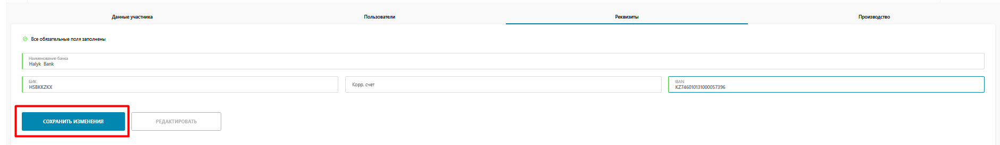 Данные участника Пользователи Реквизиты Производство
Все обязательные поля заполнены
Наименование банка
Halyk Bank
БИК
HSBKKZKX
Корр. счет
IBAN
KZ746010131000057396
СОХРАНИТЬ ИЗМЕНЕНИЯ РЕДАКТИРОВАТЬ